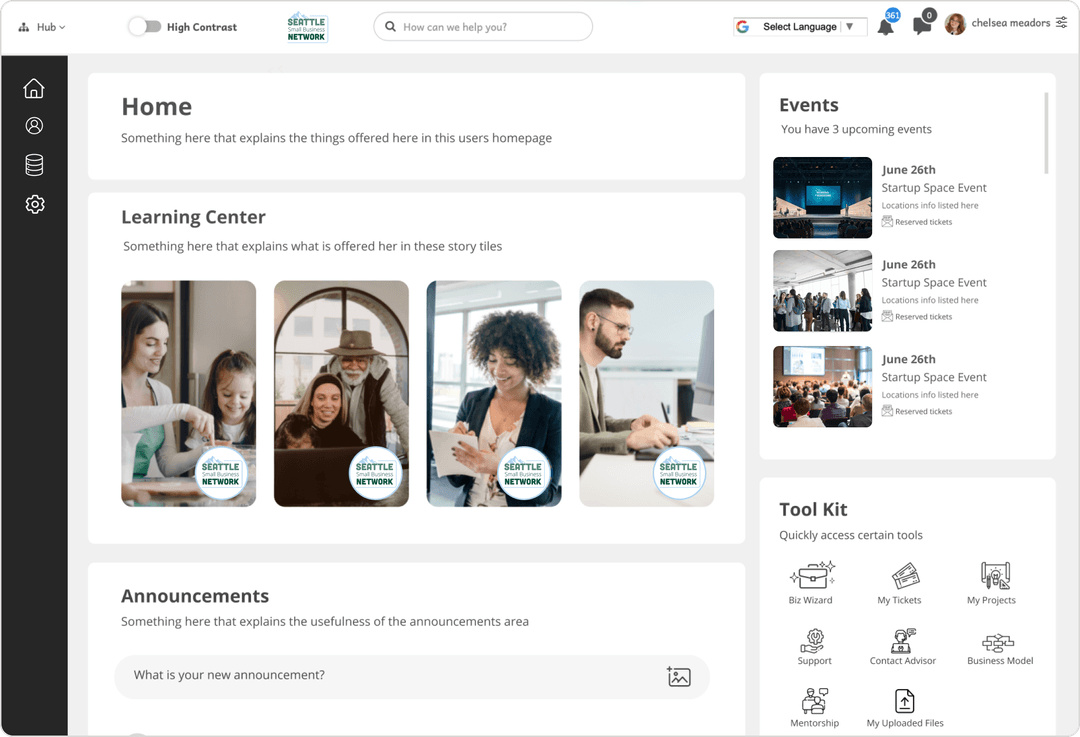 Hub
High Contrast
SEATTLE
Small Business
NETWORK
How can we help you?
Select Language
361
0
chelsea meadors
Home
Something here that explains the things offered here in this users homepage
Learning Center
Something here that explains what is offered her in these story tiles
SEATTLE
Small Business
NETWORK
SEATTLE
Small Business
NETWORK
SEATTLE
Small Business
NETWORK
SEATTLE
Small Business
NETWORK
Announcements
Something here that explains the usefulness of the announcements area
What is your new announcement?
Events
You have 3 upcoming events
June 26th
Startup Space Event
Locations info listed here
Reserved tickets
June 26th
Startup Space Event
Locations info listed here
Reserved tickets
June 26th
Startup Space Event
Locations info listed here
Reserved tickets
Tool Kit
Quickly access certain tools
Biz Wizard
My Tickets
My Projects
Support
Contact Advisor
Business Model
Mentorship
My Uploaded Files